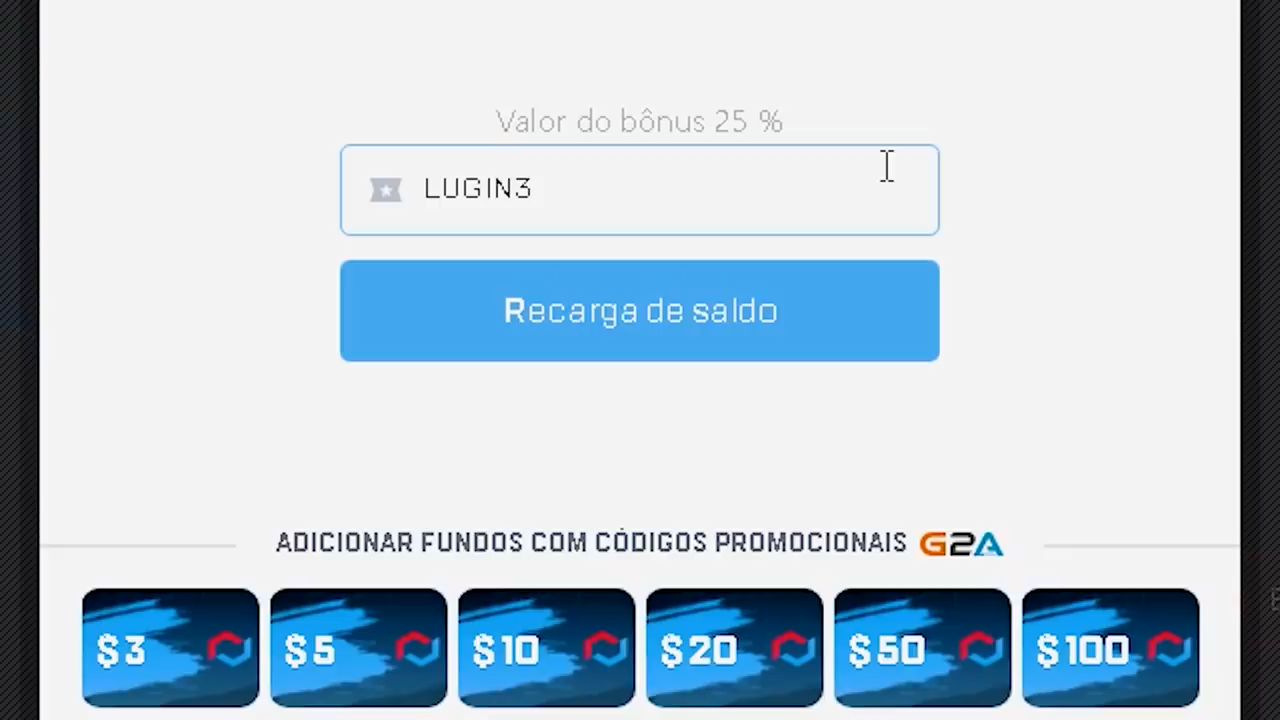 Valor do bônus 25 %
LUGIN3
Recarga de saldo
ADICIONAR FUNDOS COM CÓDIGOS PROMOCIONAIS G2A
$3 $5 $10 $20 $50 $100